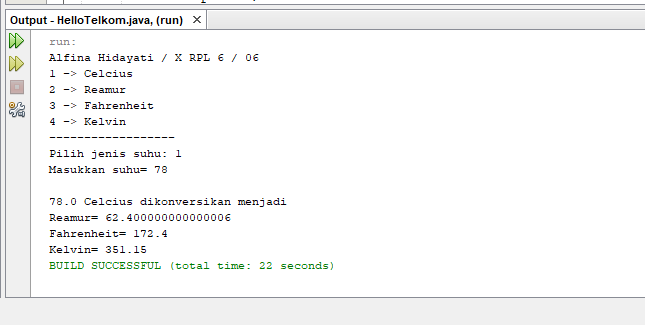 Output - HelloTelkom.java, (run) ×
run:
Alfina Hidayati / X RPL 6 / 06
1 -> Celcius
2 -> Reamur
3 -> Fahrenheit
4 -> Kelvin
------------------
Pilih jenis suhu: 1
Masukkan suhu= 78
78.0 Celcius dikonversikan menjadi
Reamur= 62.400000000000006
Fahrenheit= 172.4
Kelvin= 351.15
BUILD SUCCESSFUL (total time: 22 seconds)